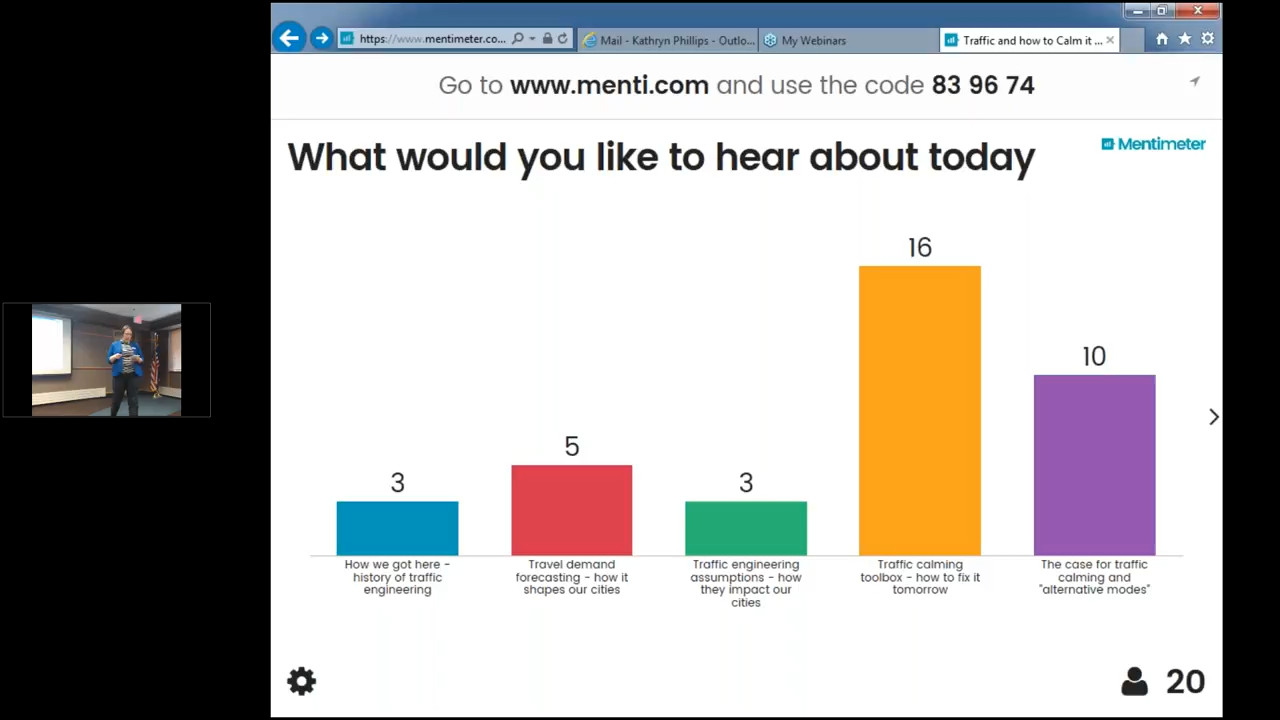 https://www.mentimeter.co...
Mail - Kathryn Phillips - Outlo...
My Webinars
Traffic and how to Calm it ...
Go to www.menti.com and use the code 83 96 74
What would you like to hear about today
Mentimeter
3
5
3
16
10
How we got here -
history of traffic
engineering
Travel demand
forecasting - how it
shapes our cities
Traffic engineering
assumptions - how
they impact our
cities
Traffic calming
toolbox - how to fix it
tomorrow
The case for traffic
calming and
"alternative modes"
20